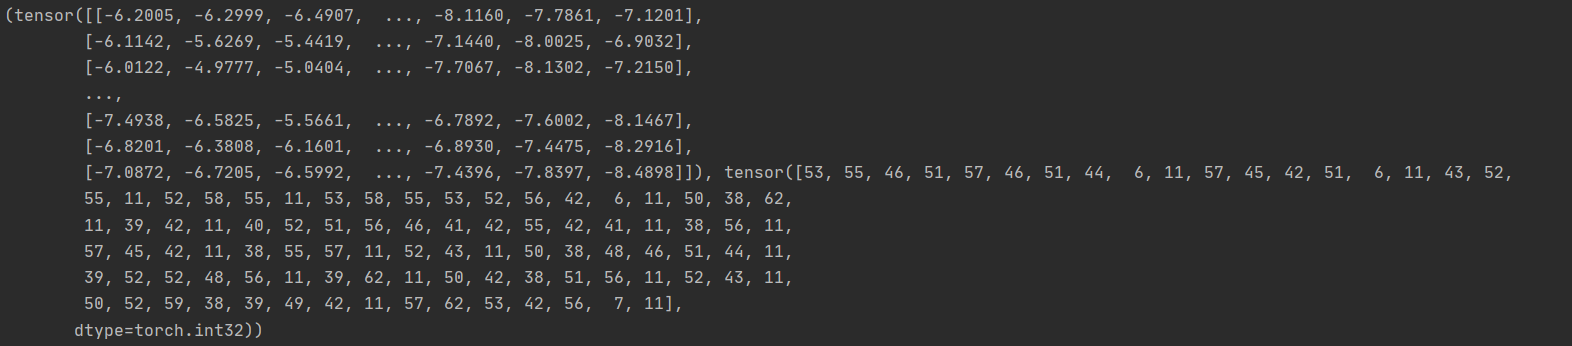 (tensor([[-6.2005, -6.2999, -6.4907,  ..., -8.1160, -7.7861, -7.1201],
        [-6.1142, -5.6269, -5.4419,  ..., -7.1440, -8.0025, -6.9032],
        [-6.0122, -4.9777, -5.0404,  ..., -7.7067, -8.1302, -7.2150],
        ...,
        [-7.4938, -6.5825, -5.5661,  ..., -6.7892, -7.6002, -8.1467],
        [-6.8201, -6.3808, -6.1601,  ..., -6.8930, -7.4475, -8.2916],
        [-7.0872, -6.7205, -6.5992,  ..., -7.4396, -7.8397, -8.4898]]), tensor([53, 55, 46, 51, 57, 46, 51, 44,  6, 11, 57, 45, 42, 51,  6, 11, 43, 52,
        55, 11, 52, 58, 55, 11, 53, 58, 55, 53, 52, 56, 42,  6, 11, 50, 38, 62,
        11, 39, 42, 11, 40, 52, 51, 56, 46, 41, 42, 55, 42, 41, 11, 38, 56, 11,
        57, 45, 42, 11, 38, 55, 57, 11, 52, 43, 11, 50, 38, 48, 46, 51, 44, 11,
        39, 52, 52, 48, 56, 11, 39, 62, 11, 50, 42, 38, 51, 56, 11, 52, 43, 11,
        50, 52, 59, 38, 39, 49, 42, 11, 57, 62, 53, 42, 56,  7, 11],
       dtype=torch.int32))